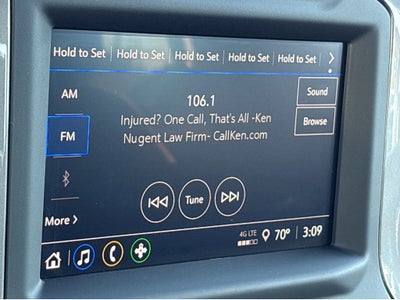 Hold to Set Hold to Set Hold to Set Hold to Set Hold to Set
AM
106.1
Sound
Injured? One Call, That's All -Ken
Browse
FM
Nugent Law Firm- CallKen.com
Tune
More
4G LTE
70° 3:09